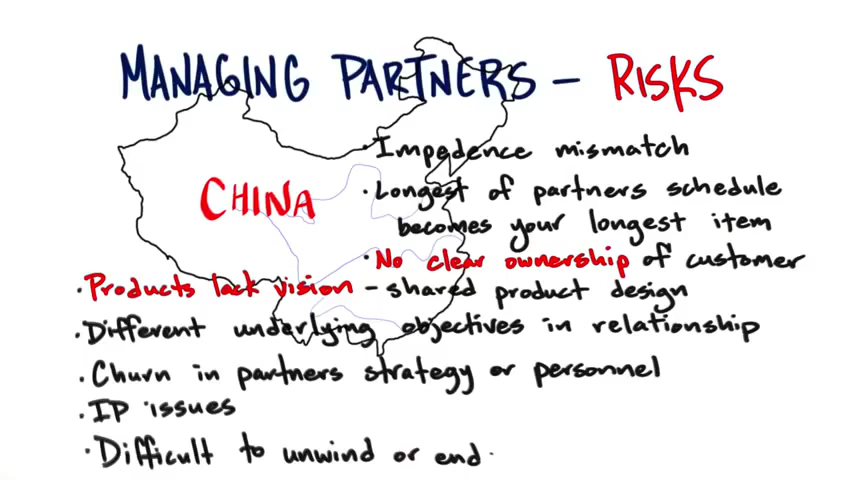 MANAGING PARTNERS – RISKS
CHINA
· Impedence mismatch
· Longest of partners schedule
becomes your longest item
· No clear ownership of customer
· Products lack vision – shared product design
· Different underlying objectives in relationship
· Churn in partners strategy or personnel
· IP issues
· Difficult to unwind or end